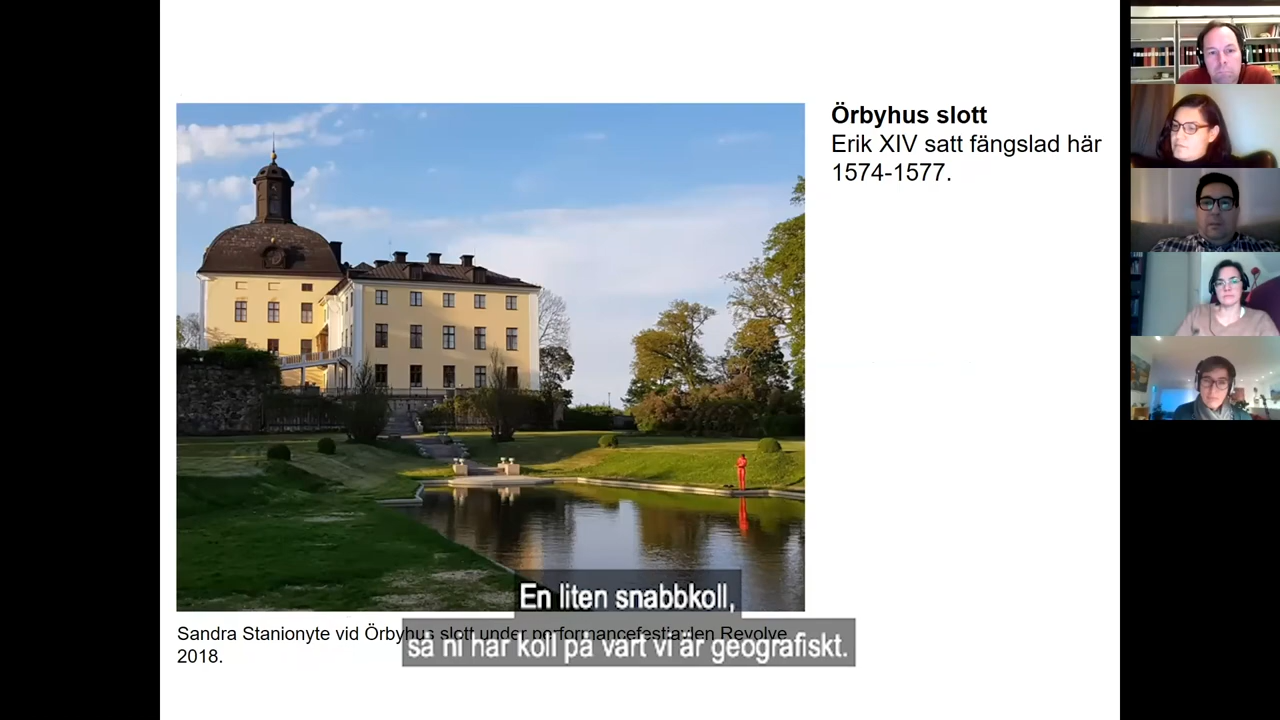 Örbyhus slott
Erik XIV satt fängslad här
1574-1577.
Sandra Stanionyte vid Örbyhus slott under performancefestiavlen Revolve
2018.
En liten snabbkoll,
så ni har koll på vart vi är geografiskt.